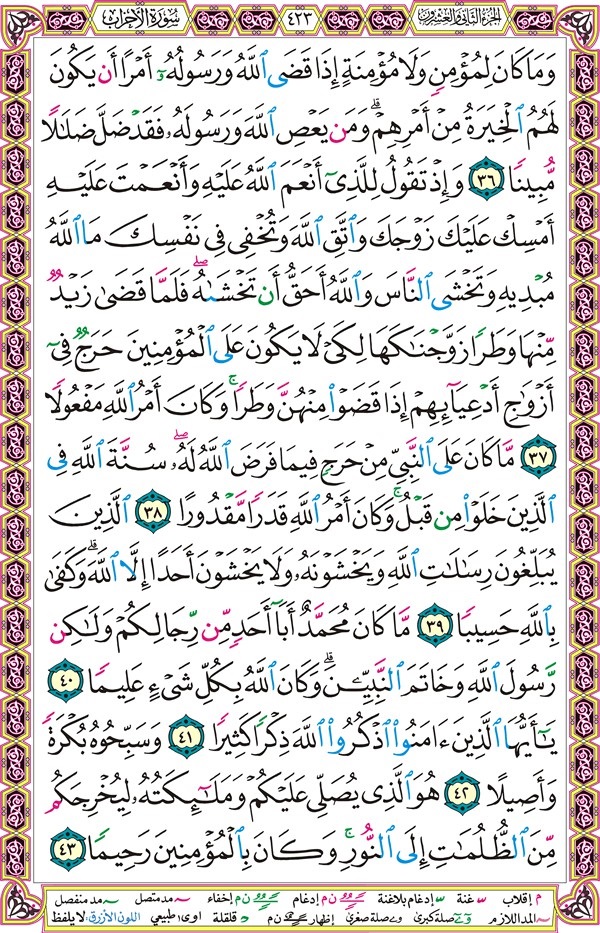 الجزء الثاني والعشرون ٤٢٣ سورة الأحزاب
وَمَا كَانَ لِمُؤۡمِنٖ وَلَا مُؤۡمِنَةٍ إِذَا قَضَى ٱللَّهُ وَرَسُولُهُۥٓ أَمۡرًا أَن يَكُونَ
لَهُمُ ٱلۡخِيَرَةُ مِنۡ أَمۡرِهِمۡۗ وَمَن يَعۡصِ ٱللَّهَ وَرَسُولَهُۥ فَقَدۡ ضَلَّ ضَلَٰلٗا
مُّبِينٗا ٣٦ وَإِذۡ تَقُولُ لِلَّذِيٓ أَنۡعَمَ ٱللَّهُ عَلَيۡهِ وَأَنۡعَمۡتَ عَلَيۡهِ
أَمۡسِكۡ عَلَيۡكَ زَوۡجَكَ وَٱتَّقِ ٱللَّهَ وَتُخۡفِي فِي نَفۡسِكَ مَا ٱللَّهُ
مُبۡدِيهِ وَتَخۡشَى ٱلنَّاسَ وَٱللَّهُ أَحَقُّ أَن تَخۡشَىٰهُۖ فَلَمَّا قَضَىٰ زَيۡدٞ
مِّنۡهَا وَطَرٗا زَوَّجۡنَٰكَهَا لِكَيۡ لَا يَكُونَ عَلَى ٱلۡمُؤۡمِنِينَ حَرَجٞ فِيٓ
أَزۡوَٰجِ أَدۡعِيَآئِهِمۡ إِذَا قَضَوۡاْ مِنۡهُنَّ وَطَرٗاۚ وَكَانَ أَمۡرُ ٱللَّهِ مَفۡعُولٗا
٣٧ مَّا كَانَ عَلَى ٱلنَّبِيِّ مِنۡ حَرَجٖ فِيمَا فَرَضَ ٱللَّهُ لَهُۥۖ سُنَّةَ ٱللَّهِ فِي
ٱلَّذِينَ خَلَوۡاْ مِن قَبۡلُۚ وَكَانَ أَمۡرُ ٱللَّهِ قَدَرٗا مَّقۡدُورًا ٣٨ ٱلَّذِينَ
يُبَلِّغُونَ رِسَٰلَٰتِ ٱللَّهِ وَيَخۡشَوۡنَهُۥ وَلَا يَخۡشَوۡنَ أَحَدًا إِلَّا ٱللَّهَۗ وَكَفَىٰ
بِٱللَّهِ حَسِيبٗا ٣٩ مَّا كَانَ مُحَمَّدٌ أَبَآ أَحَدٖ مِّن رِّجَالِكُمۡ وَلَٰكِن
رَّسُولَ ٱللَّهِ وَخَاتَمَ ٱلنَّبِيِّـۧنَۗ وَكَانَ ٱللَّهُ بِكُلِّ شَيۡءٍ عَلِيمٗا ٤٠
يَٰٓأَيُّهَا ٱلَّذِينَ ءَامَنُواْ ٱذۡكُرُواْ ٱللَّهَ ذِكۡرٗا كَثِيرٗا ٤١ وَسَبِّحُوهُ بُكۡرَةٗ
وَأَصِيلًا ٤٢ هُوَ ٱلَّذِي يُصَلِّي عَلَيۡكُمۡ وَمَلَٰٓئِكَتُهُۥ لِيُخۡرِجَكُم
مِّنَ ٱلظُّلُمَٰتِ إِلَى ٱلنُّورِۚ وَكَانَ بِٱلۡمُؤۡمِنِينَ رَحِيمٗا ٤٣
إقلاب غنة إدغام بلاغنة إدغام إخفاء مد متصل مد منفصل
المد اللازم صلة كبرى صلة صغرى إظهار قلقلة طبيعي اللون الأزرق: لا يلفظ